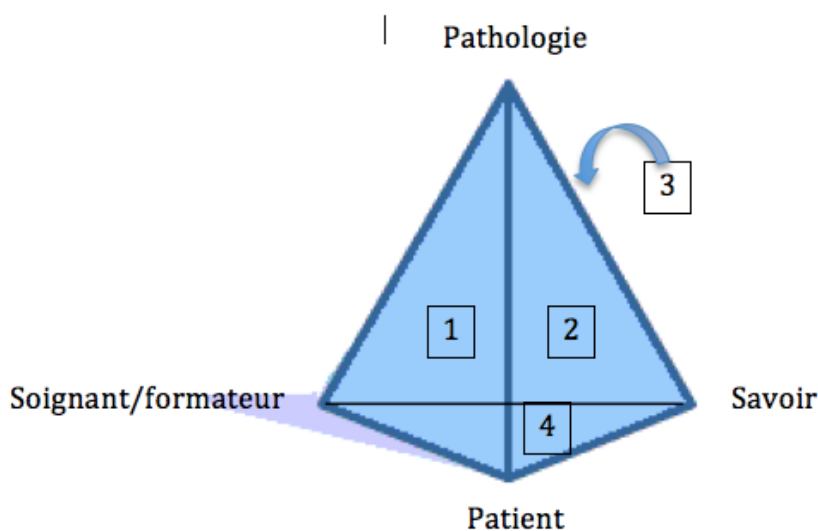 Pathologie
3
1
2
Soignant/formateur
Savoir
4
Patient